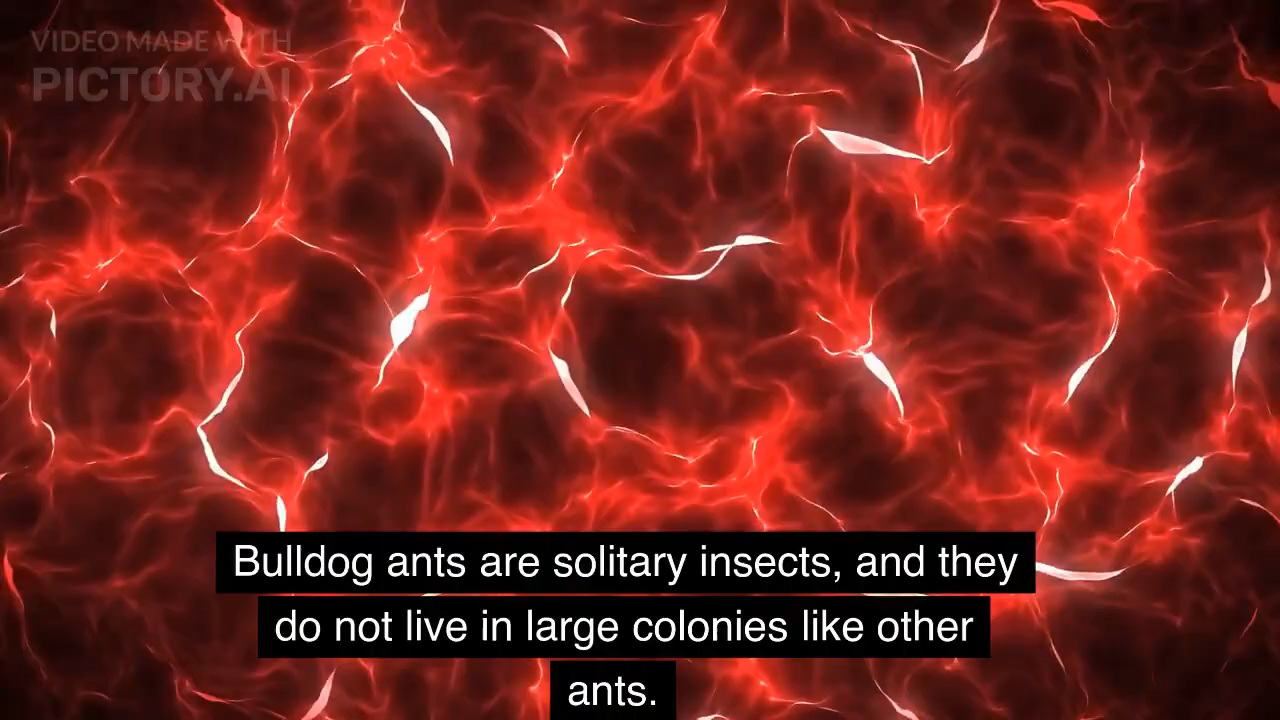 VIDEO MADE WITH
PICTORY.AI
Bulldog ants are solitary insects, and they
do not live in large colonies like other
ants.